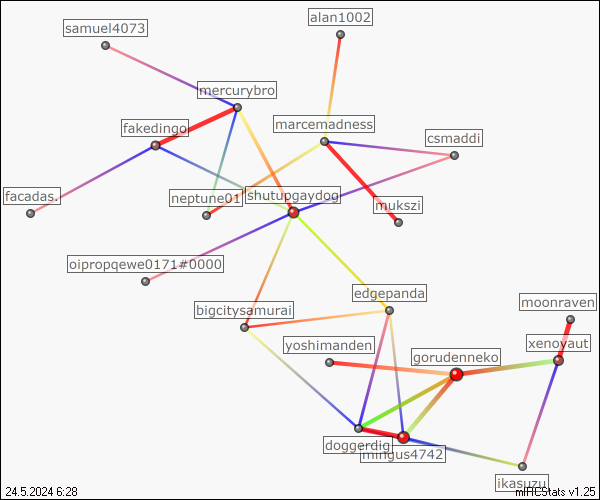 alan1002
samuel4073
mercurybro
marcemadness
fakedingo
csmaddi
facadas.
neptune01
shutupgaydog
mukszi
oipropqewe0171#0000
edgepanda
moonraven
bigcitysamurai
yoshimanden
xenoyaut
gorudenneko
doggerdig
mingus4742
ikasuzu
24.5.2024 6:28
mIRCStats v1.25